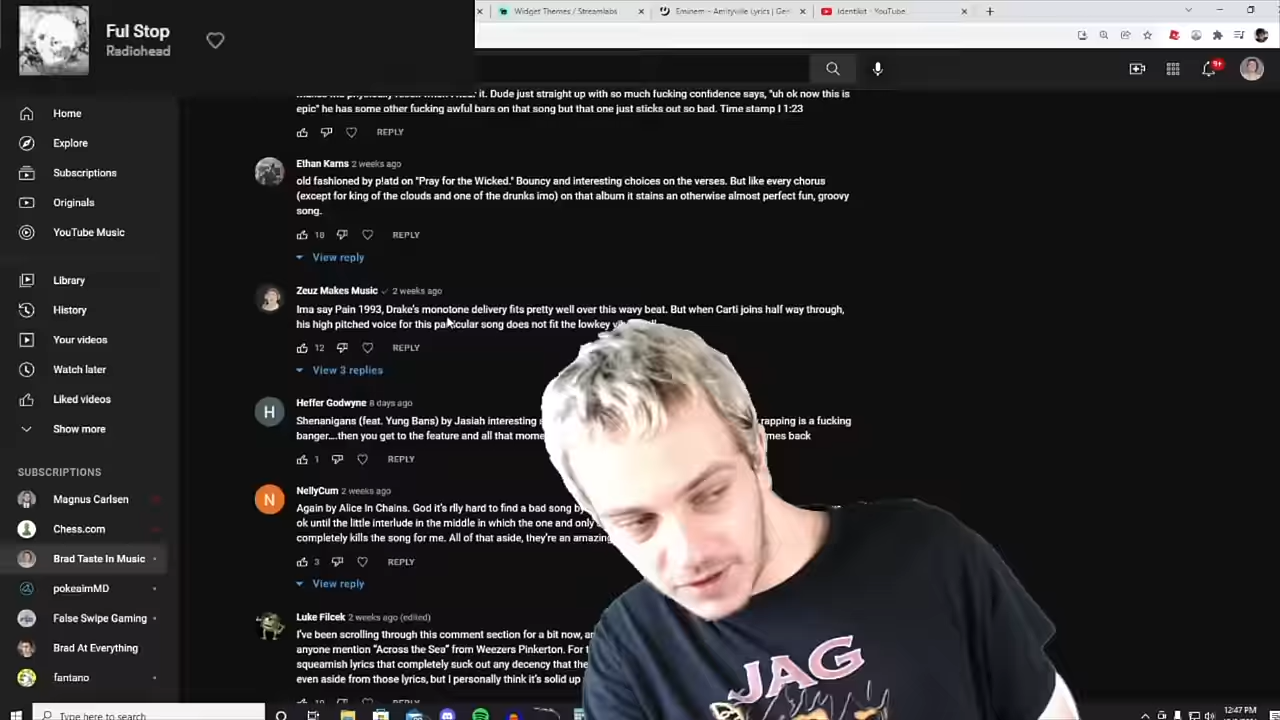 Ful Stop
Radiohead
Widget Themes / Streamlabs
Eminem – Amityville Lyrics | Ge
Identikit - YouTube
9+
Home
Explore
Subscriptions
Originals
YouTube Music
Library
History
Your videos
Watch later
Liked videos
Show more
SUBSCRIPTIONS
Magnus Carlsen
Chess.com
Brad Taste In Music
pokeaimMD
False Swipe Gaming
Brad At Everything
fantano
Type here to search
makes me physically when I hear it. Dude just straight up with so much fucking confidence says, "uh ok now this is
epic" he has some other fucking awful bars on that song but that one just sticks out so bad. Time stamp I 1:23
REPLY
Ethan Karns 2 weeks ago
old fashioned by p!atd on "Pray for the Wicked." Bouncy and interesting choices on the verses. But like every chorus
(except for king of the clouds and one of the drunks imo) on that album it stains an otherwise almost perfect fun, groovy
song.
18 REPLY
View reply
Zeuz Makes Music 2 weeks ago
Ima say Pain 1993, Drake's monotone delivery fits pretty well over this wavy beat. But when Carti joins half way through,
his high pitched voice for this particular song does not fit the lowkey
12 REPLY
View 3 replies
H
Heffer Godwyne 8 days ago
Shenanigans (feat. Yung Bans) by Jasiah interesting rapping is a fucking
banger....then you get to the feature and all that mome mes back
1 REPLY
N
NellyCum 2 weeks ago
Again by Alice In Chains. God it's rlly hard to find a bad song by
ok until the little interlude in the middle in which the one and only
completely kills the song for me. All of that aside, they're an amazing
3 REPLY
View reply
Luke Filcek 2 weeks ago (edited)
I've been scrolling through this comment section for a bit now, an
anyone mention "Across the Sea" from Weezers Pinkerton. For t
squeamish lyrics that completely suck out any decency that the
even aside from those lyrics, but I personally think it's solid up
JAG
12:47 PM